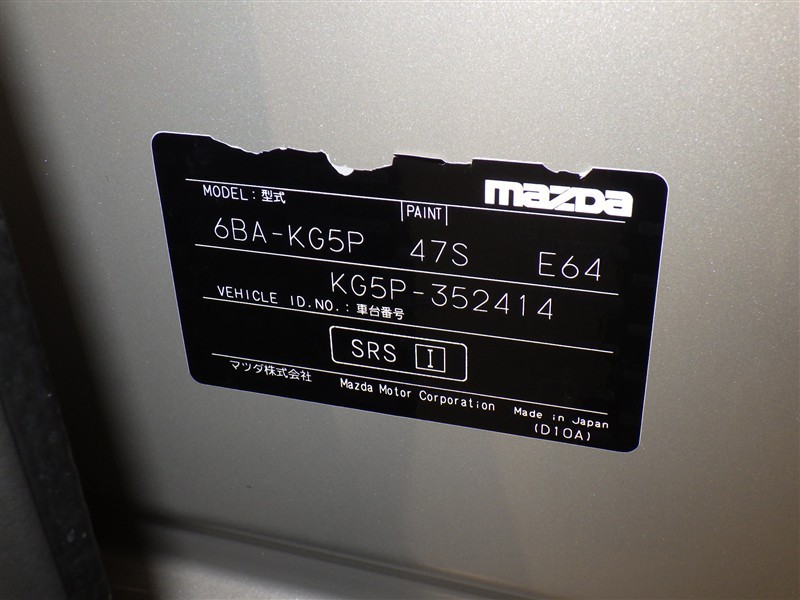 mazda
MODEL:型式 PAINT
6BA-KG5P 47S E64
KG5P-352414
VEHICLE ID.NO.:車台番号
SRS I
マツダ株式会社 Mazda Motor Corporation Made in Japan
(D10A)